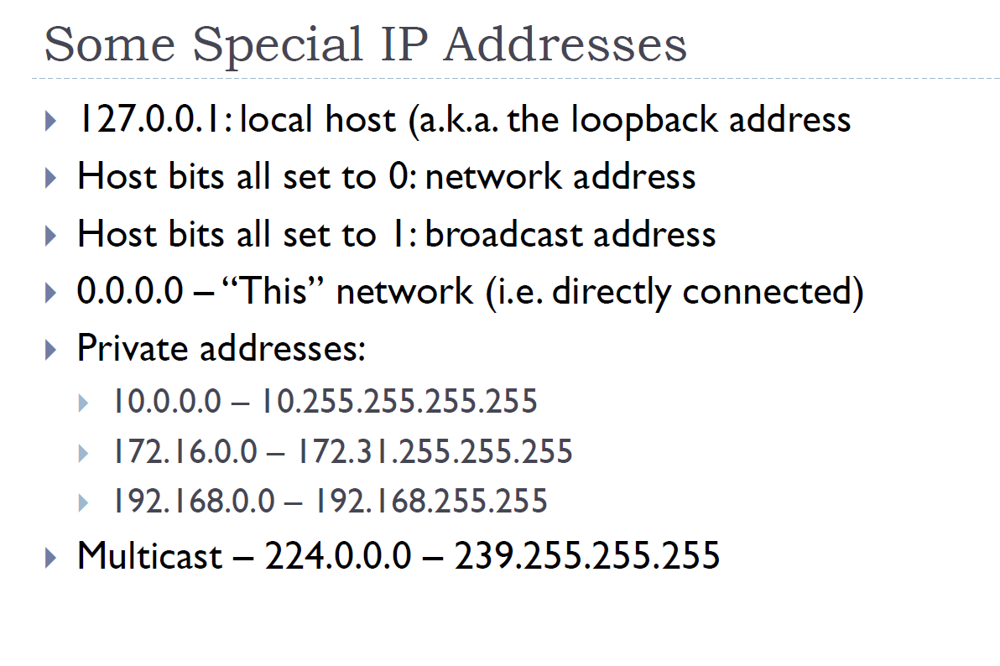 Some Special IP Addresses
127.0.0.1: local host (a.k.a. the loopback address
Host bits all set to 0: network address
Host bits all set to 1: broadcast address
0.0.0.0 – “This” network (i.e. directly connected)
Private addresses:
10.0.0.0 – 10.255.255.255.255
172.16.0.0 – 172.31.255.255.255
192.168.0.0 – 192.168.255.255
Multicast – 224.0.0.0 – 239.255.255.255